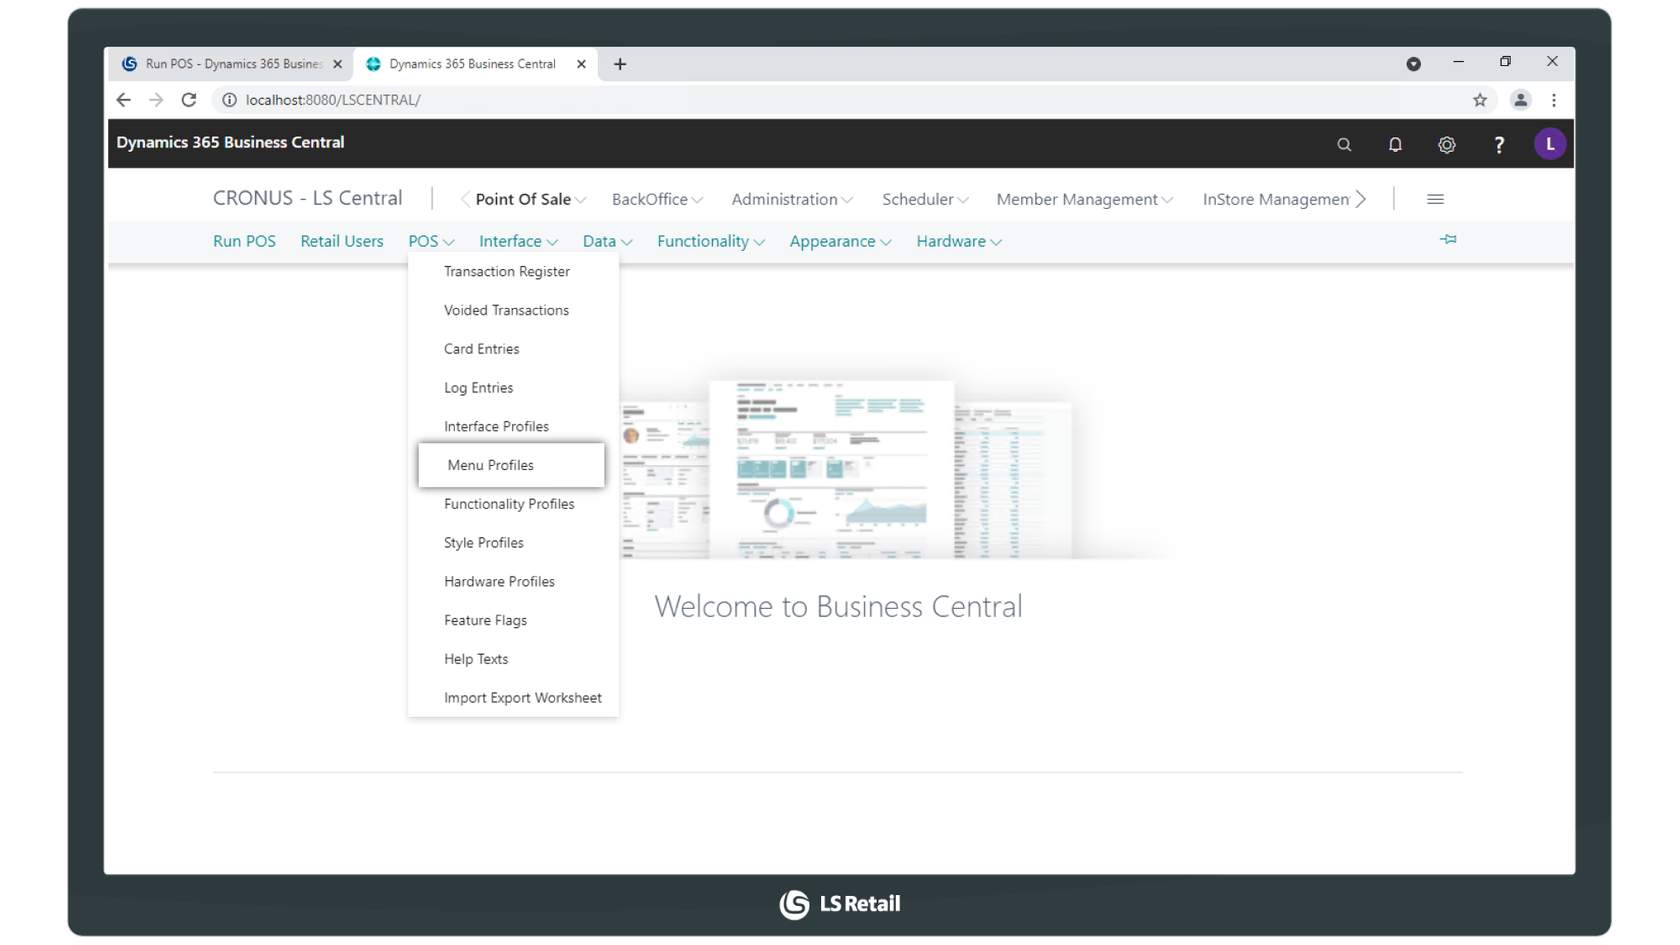 Run POS - Dynamics 365 Busines
Dynamics 365 Business Central
localhost:8080/LSCENTRAL/
Dynamics 365 Business Central
?
L
CRONUS - LS Central
Point Of Sale
BackOffice
Administration
Scheduler
Member Management
InStore Managemen
Run POS
Retail Users
POS
Interface
Data
Functionality
Appearance
Hardware
Transaction Register
Voided Transactions
Card Entries
Log Entries
Interface Profiles
Menu Profiles
Functionality Profiles
Style Profiles
Hardware Profiles
Feature Flags
Help Texts
Import Export Worksheet
Welcome to Business Central
LS Retail